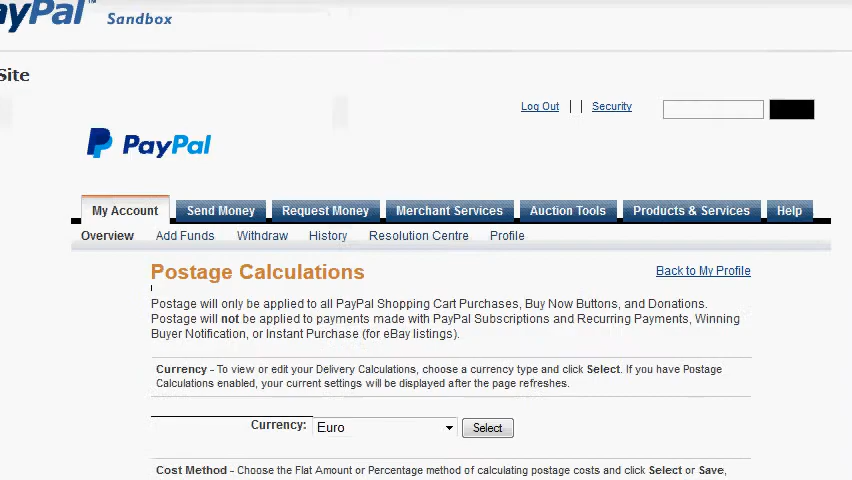 ayPal™ Sandbox
Site
Log Out | | Security
PayPal
My Account Send Money Request Money Merchant Services Auction Tools Products & Services Help
Overview Add Funds Withdraw History Resolution Centre Profile
Postage Calculations Back to My Profile
Postage will only be applied to all PayPal Shopping Cart Purchases, Buy Now Buttons, and Donations.
Postage will not be applied to payments made with PayPal Subscriptions and Recurring Payments, Winning
Buyer Notification, or Instant Purchase (for eBay listings).
Currency - To view or edit your Delivery Calculations, choose a currency type and click Select. If you have Postage
Calculations enabled, your current settings will be displayed after the page refreshes.
Currency: Euro Select
Cost Method - Choose the Flat Amount or Percentage method of calculating postage costs and click Select or Save,